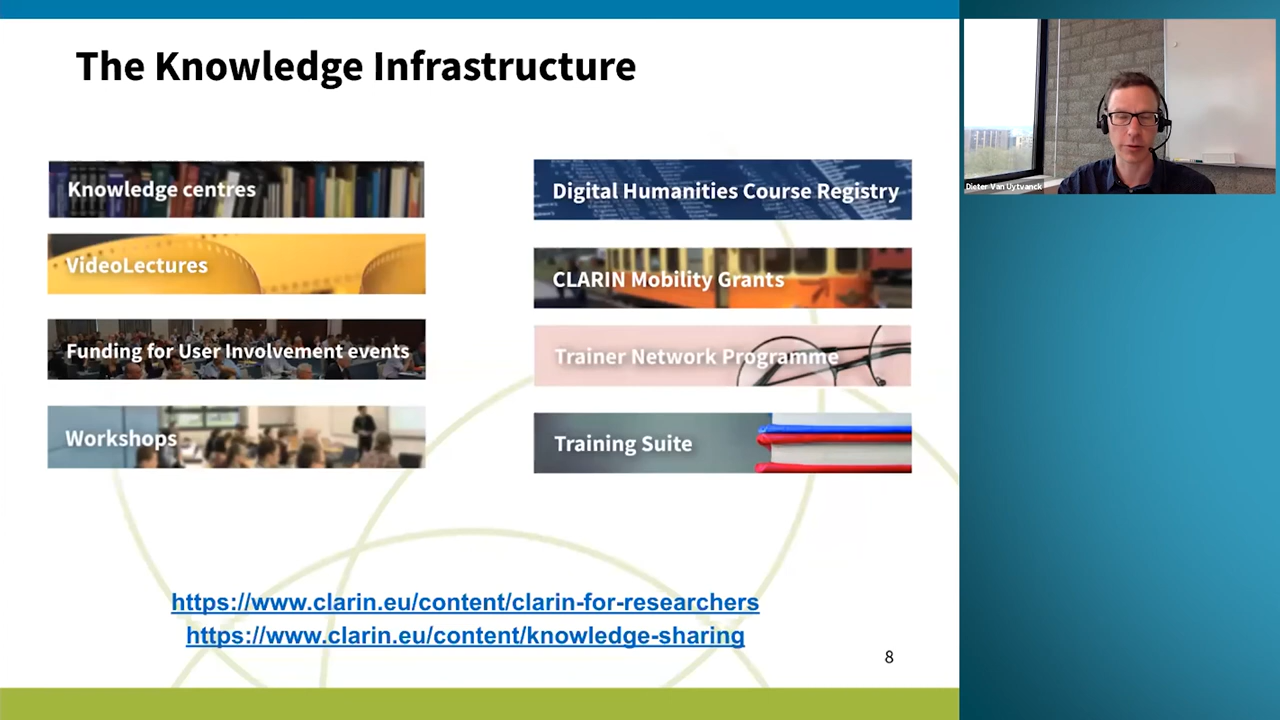 The Knowledge Infrastructure
Knowledge centres
VideoLectures
Funding for User Involvement events
Workshops
Digital Humanities Course Registry
CLARIN Mobility Grants
Trainer Network Programme
Training Suite
https://www.clarin.eu/content/clarin-for-researchers
https://www.clarin.eu/content/knowledge-sharing
8
Dieter Van Uytvanck